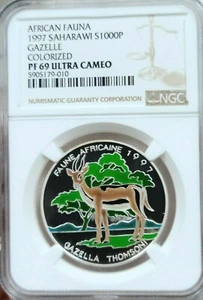 AFRICAN FAUNA
1997 SAHARAWI S1000P
GAZELLE
COLORIZED
PF 69 ULTRA CAMEO
5905179-010
NGC
NUMISMATIC GUARANTY CORPORATION
FAUNE AFRICAINE 1997
GAZELLA THOMSONI